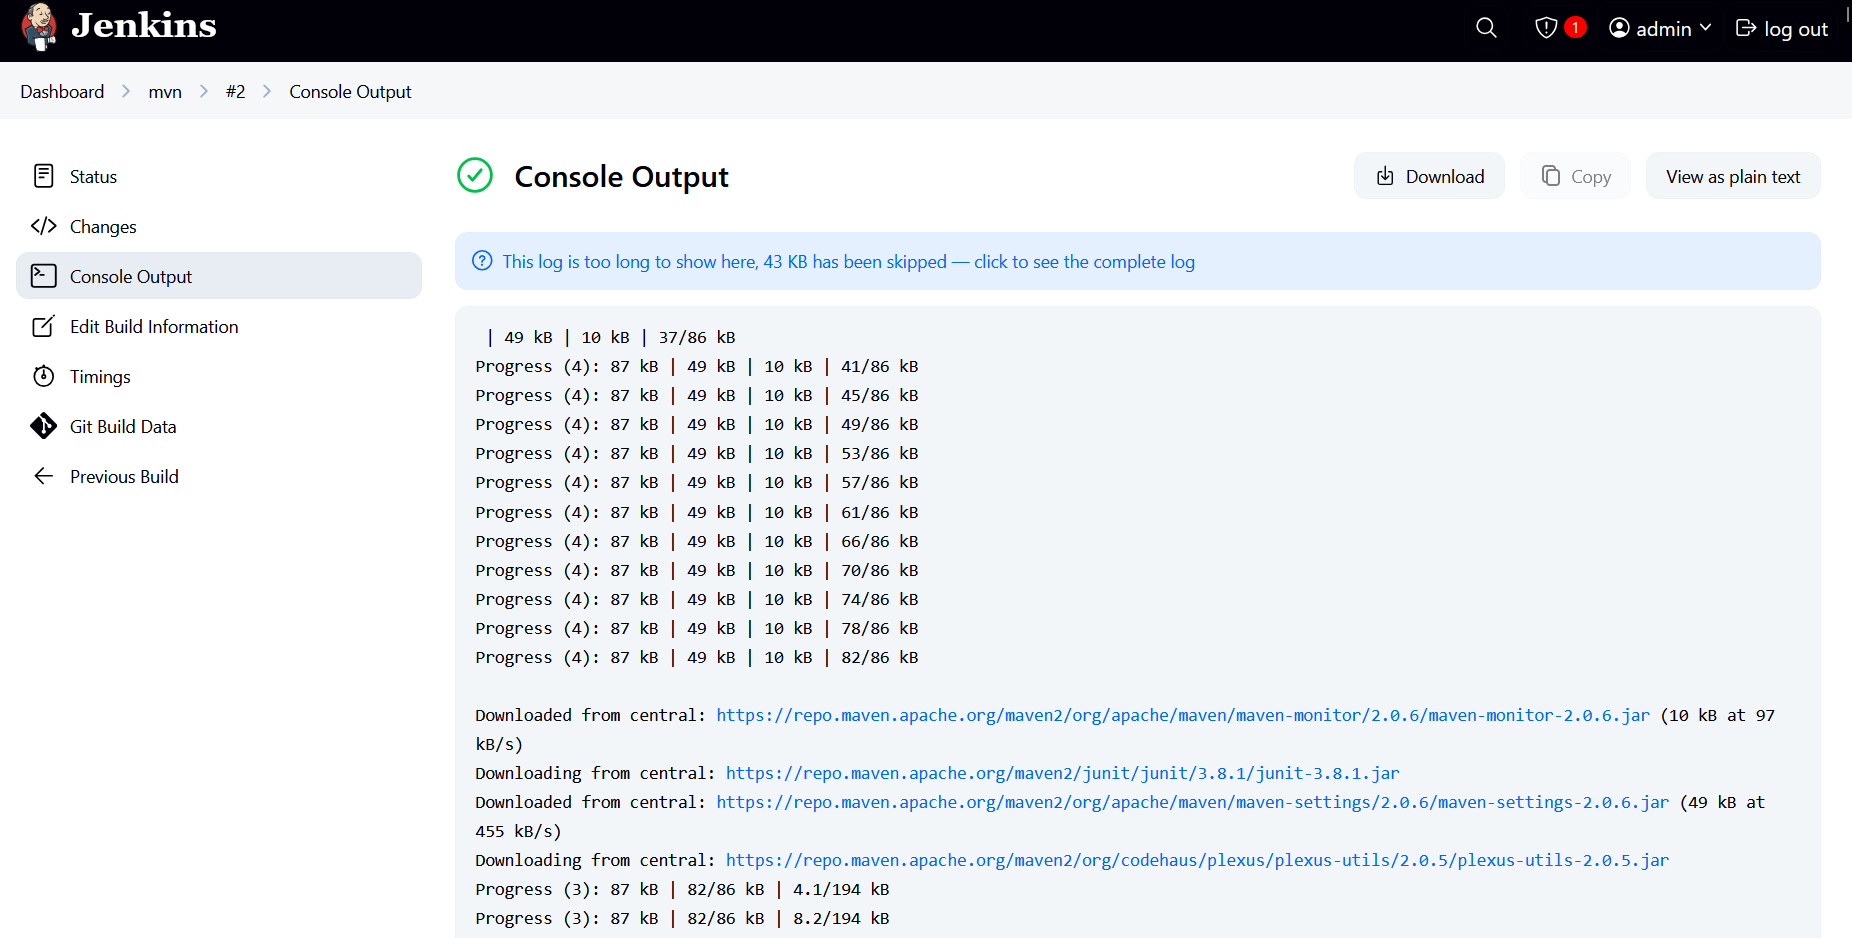 Jenkins
1
admin
log out
Dashboard > mvn > #2 > Console Output
Status
Changes
Console Output
Edit Build Information
Timings
Git Build Data
Previous Build
Console Output
Download
Copy
View as plain text
This log is too long to show here, 43 KB has been skipped — click to see the complete log
| 49 kB | 10 kB | 37/86 kB
Progress (4): 87 kB | 49 kB | 10 kB | 41/86 kB
Progress (4): 87 kB | 49 kB | 10 kB | 45/86 kB
Progress (4): 87 kB | 49 kB | 10 kB | 49/86 kB
Progress (4): 87 kB | 49 kB | 10 kB | 53/86 kB
Progress (4): 87 kB | 49 kB | 10 kB | 57/86 kB
Progress (4): 87 kB | 49 kB | 10 kB | 61/86 kB
Progress (4): 87 kB | 49 kB | 10 kB | 66/86 kB
Progress (4): 87 kB | 49 kB | 10 kB | 70/86 kB
Progress (4): 87 kB | 49 kB | 10 kB | 74/86 kB
Progress (4): 87 kB | 49 kB | 10 kB | 78/86 kB
Progress (4): 87 kB | 49 kB | 10 kB | 82/86 kB
Downloaded from central: https://repo.maven.apache.org/maven2/org/apache/maven/maven-monitor/2.0.6/maven-monitor-2.0.6.jar (10 kB at 97
kB/s)
Downloading from central: https://repo.maven.apache.org/maven2/junit/junit/3.8.1/junit-3.8.1.jar
Downloaded from central: https://repo.maven.apache.org/maven2/org/apache/maven/maven-settings/2.0.6/maven-settings-2.0.6.jar (49 kB at
455 kB/s)
Downloading from central: https://repo.maven.apache.org/maven2/org/codehaus/plexus/plexus-utils/2.0.5/plexus-utils-2.0.5.jar
Progress (3): 87 kB | 82/86 kB | 4.1/194 kB
Progress (3): 87 kB | 82/86 kB | 8.2/194 kB